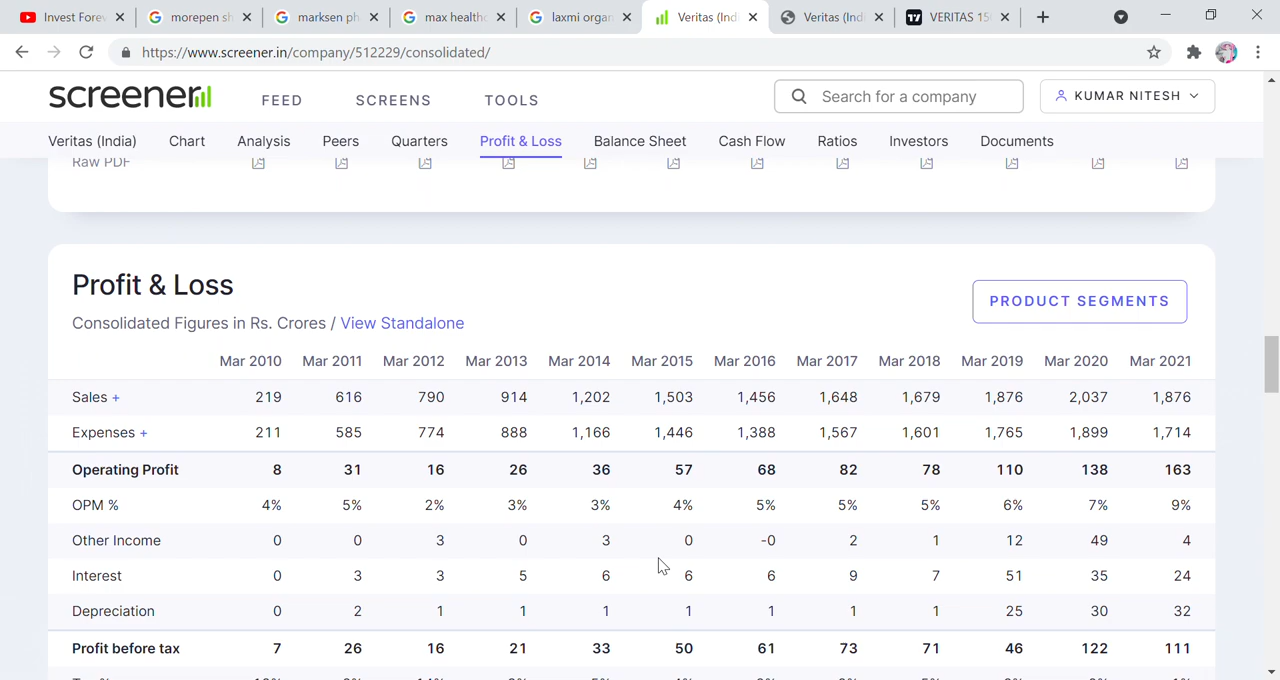 Invest Forev
morepen sh
marksen ph
max healthc
laxmi organ
Veritas (Indi
Veritas (Indi
VERITAS 15
https://www.screener.in/company/512229/consolidated/
screener
FEED SCREENS TOOLS
Search for a company
KUMAR NITESH
Veritas (India) Chart Analysis Peers Quarters Profit & Loss Balance Sheet Cash Flow Ratios Investors Documents
Raw PDF
Profit & Loss
PRODUCT SEGMENTS
Consolidated Figures in Rs. Crores / View Standalone
Mar 2010 Mar 2011 Mar 2012 Mar 2013 Mar 2014 Mar 2015 Mar 2016 Mar 2017 Mar 2018 Mar 2019 Mar 2020 Mar 2021
Sales + 219 616 790 914 1,202 1,503 1,456 1,648 1,679 1,876 2,037 1,876
Expenses + 211 585 774 888 1,166 1,446 1,388 1,567 1,601 1,765 1,899 1,714
Operating Profit 8 31 16 26 36 57 68 82 78 110 138 163
OPM % 4% 5% 2% 3% 3% 4% 5% 5% 5% 6% 7% 9%
Other Income 0 0 3 0 3 0 -0 2 1 12 49 4
Interest 0 3 3 5 6 6 6 9 7 51 35 24
Depreciation 0 2 1 1 1 1 1 1 1 25 30 32
Profit before tax 7 26 16 21 33 50 61 73 71 46 122 111